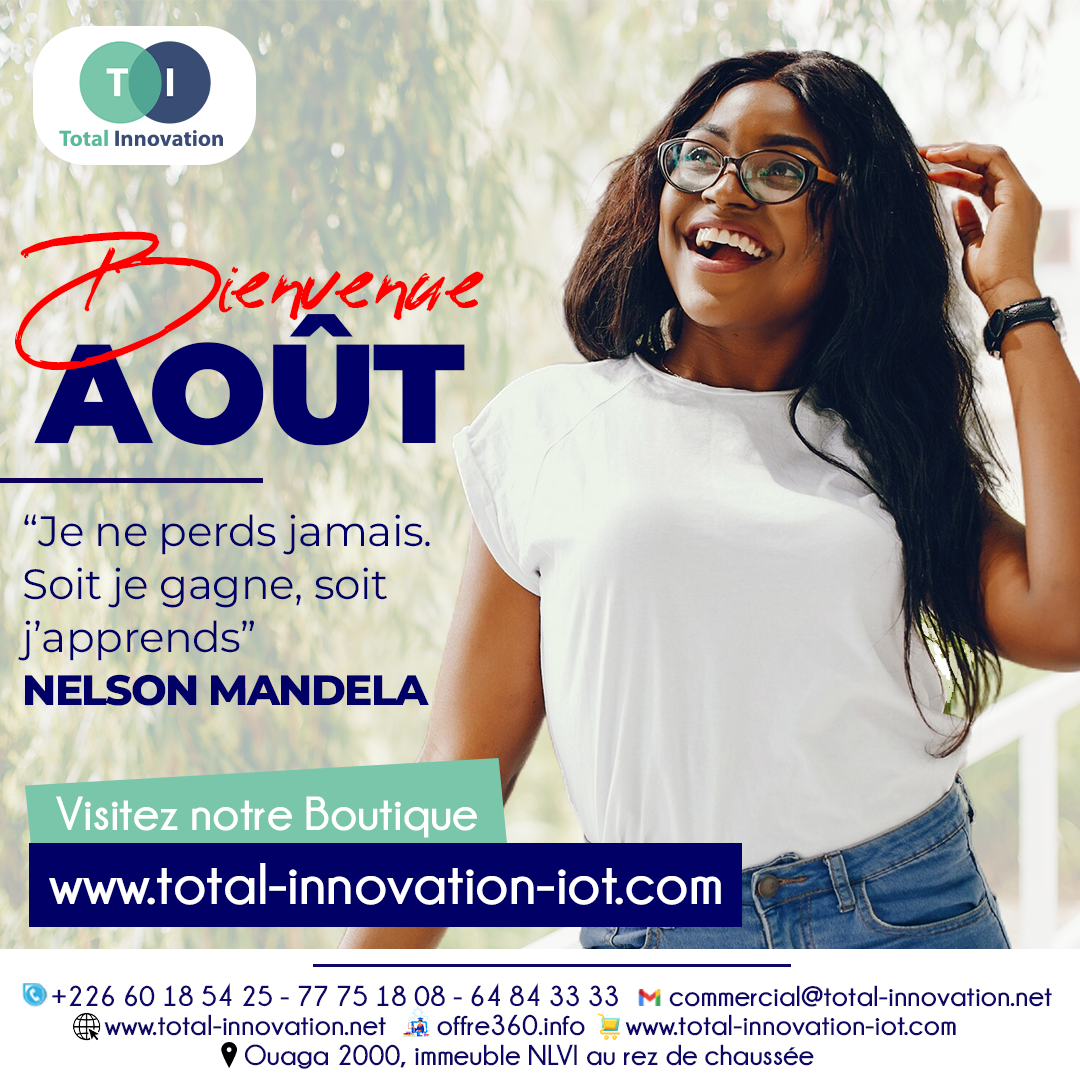 T I
Total Innovation
Bienvenue
AOÛT
“Je ne perds jamais.
Soit je gagne, soit
j’apprends”
NELSON MANDELA
Visitez notre Boutique
www.total-innovation-iot.com
+226 60 18 54 25 - 77 75 18 08 - 64 84 33 33 commercial@total-innovation.net
www.total-innovation.net offre360.info www.total-innovation-iot.com
Ouaga 2000, immeuble NLVI au rez de chaussée